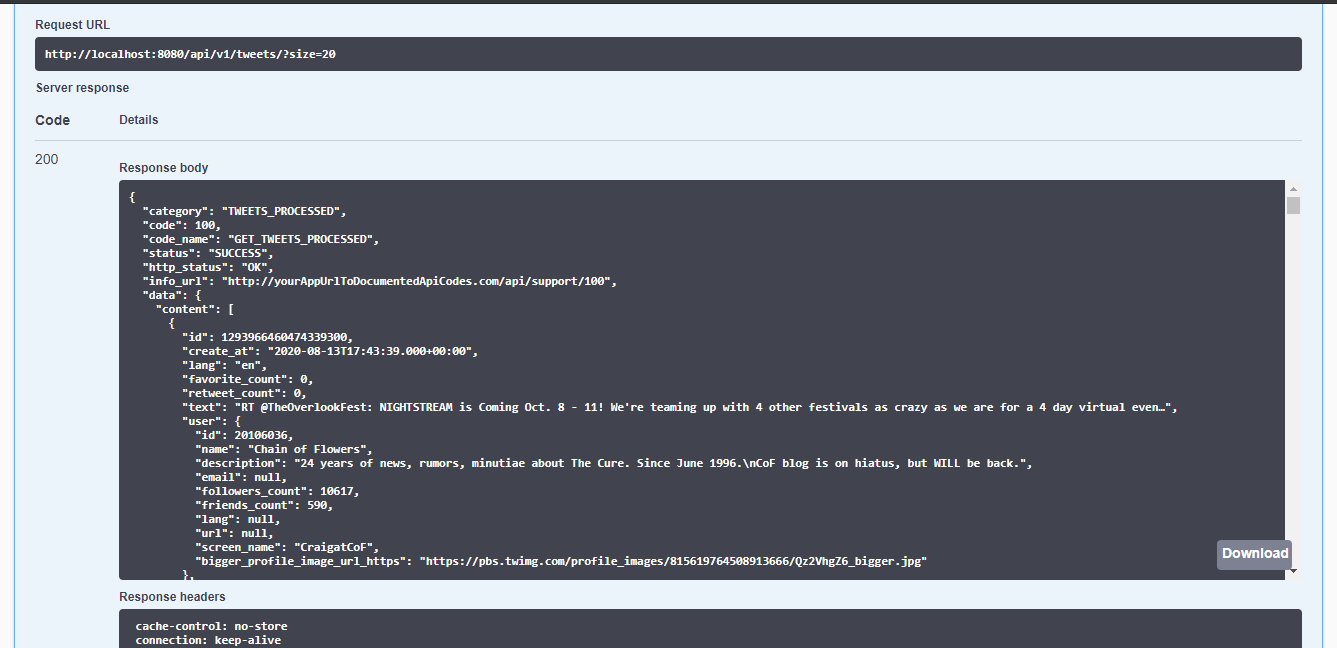 Request URL
http://localhost:8080/api/v1/tweets/?size=20
Server response
Code Details
200
Response body
{
  "category": "TWEETS_PROCESSED",
  "code": 100,
  "code_name": "GET_TWEETS_PROCESSED",
  "status": "SUCCESS",
  "http_status": "OK",
  "info_url": "http://yourAppUrlToDocumentedApiCodes.com/api/support/100",
  "data": {
    "content": [
      {
        "id": 1293966460474339300,
        "create_at": "2020-08-13T17:43:39.000+00:00",
        "lang": "en",
        "favorite_count": 0,
        "retweet_count": 0,
        "text": "RT @TheOverlookFest: NIGHTSTREAM is Coming Oct. 8 - 11! We're teaming up with 4 other festivals as crazy as we are for a 4 day virtual even…",
        "user": {
          "id": 20106036,
          "name": "Chain of Flowers",
          "description": "24 years of news, rumors, minutiae about The Cure. Since June 1996.\nCoF blog is on hiatus, but WILL be back.",
          "email": null,
          "followers_count": 10617,
          "friends_count": 590,
          "lang": null,
          "url": null,
          "screen_name": "CraigatCoF",
          "bigger_profile_image_url_https": "https://pbs.twimg.com/profile_images/815619764508913666/Qz2VhgZ6_bigger.jpg"
        },
Download
Response headers
cache-control: no-store
connection: keep-alive